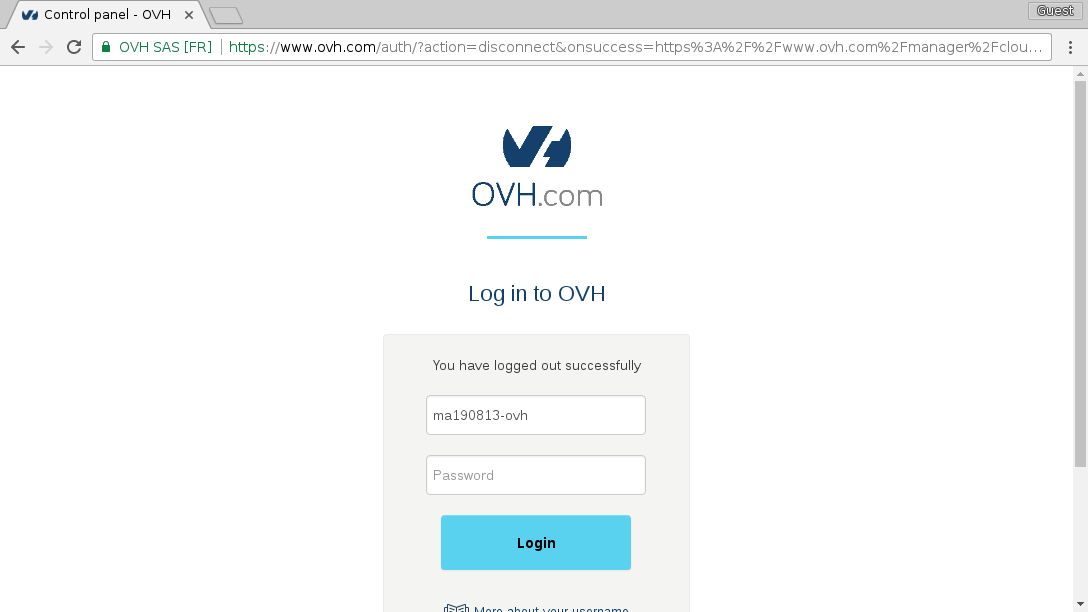 Control panel - OVH
Guest
OVH SAS [FR]
https://www.ovh.com/auth/?action=disconnect&onsuccess=https%3A%2F%2Fwww.ovh.com%2Fmanager%2Fclou...
OVH.com
Log in to OVH
You have logged out successfully
ma190813-ovh
Password
Login
More about your username